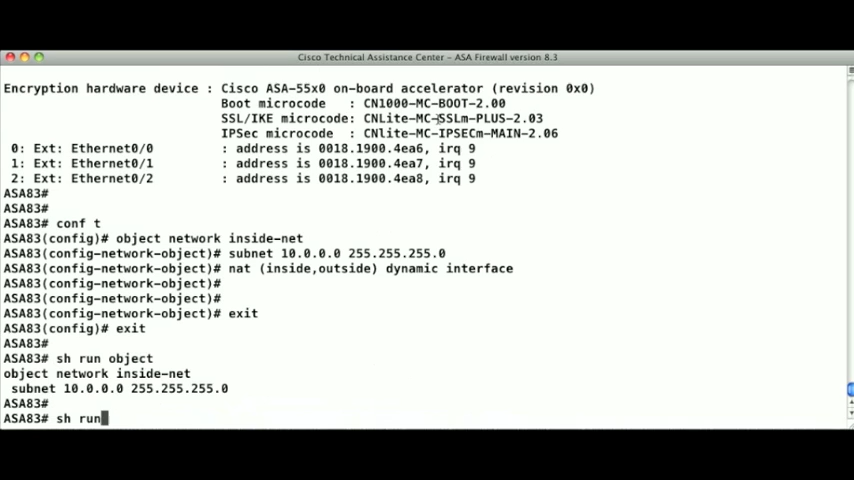 Cisco Technical Assistance Center - ASA Firewall version 8.3
Encryption hardware device : Cisco ASA-55x0 on-board accelerator (revision 0x0)
Boot microcode : CN1000-MC-BOOT-2.00
SSL/IKE microcode: CNLite-MC-SSLm-PLUS-2.03
IPSec microcode : CNlite-MC-IPSECm-MAIN-2.06
0: Ext: Ethernet0/0 : address is 0018.1900.4ea6, irq 9
1: Ext: Ethernet0/1 : address is 0018.1900.4ea7, irq 9
2: Ext: Ethernet0/2 : address is 0018.1900.4ea8, irq 9
ASA83#
ASA83#
ASA83# conf t
ASA83(config)# object network inside-net
ASA83(config-network-object)# subnet 10.0.0.0 255.255.255.0
ASA83(config-network-object)# nat (inside,outside) dynamic interface
ASA83(config-network-object)#
ASA83(config-network-object)#
ASA83(config-network-object)# exit
ASA83(config)# exit
ASA83#
ASA83# sh run object
object network inside-net
subnet 10.0.0.0 255.255.255.0
ASA83#
ASA83# sh run